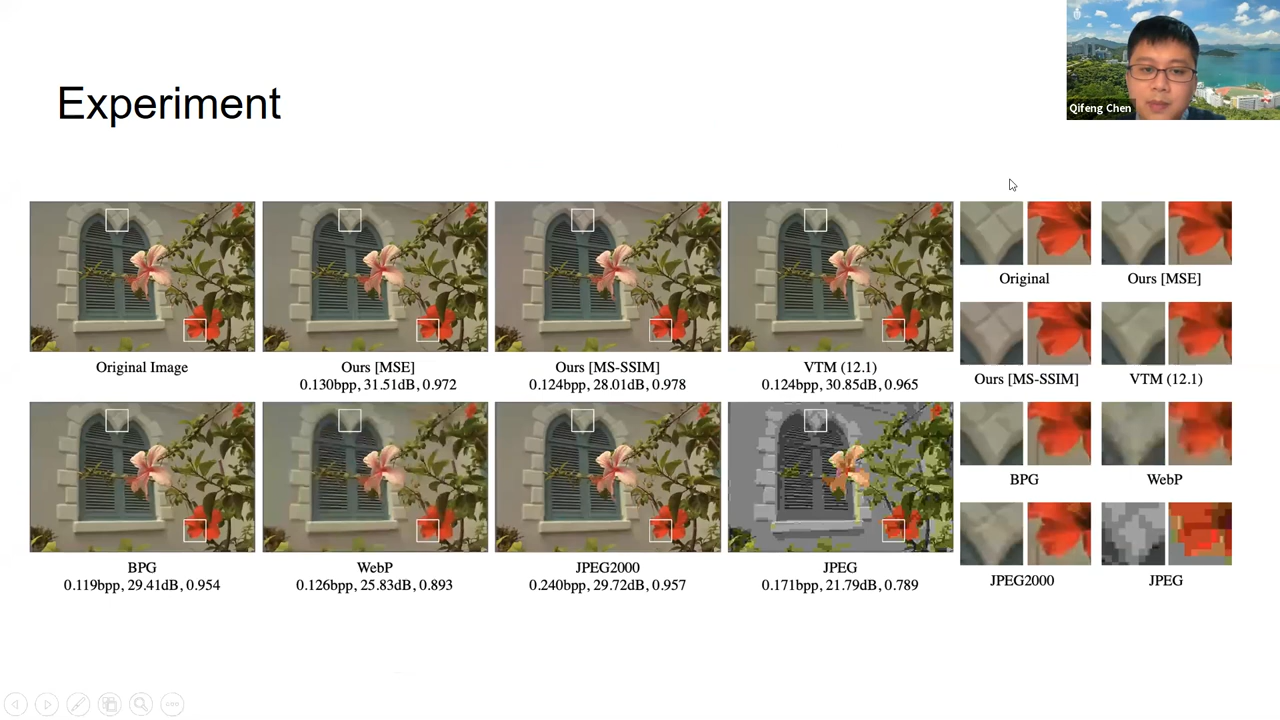 Experiment
Qifeng Chen
Original Image
Ours [MSE]
0.130bpp, 31.51dB, 0.972
Ours [MS-SSIM]
0.124bpp, 28.01dB, 0.978
VTM (12.1)
0.124bpp, 30.85dB, 0.965
BPG
0.119bpp, 29.41dB, 0.954
WebP
0.126bpp, 25.83dB, 0.893
JPEG2000
0.240bpp, 29.72dB, 0.957
JPEG
0.171bpp, 21.79dB, 0.789
Original
Ours [MSE]
Ours [MS-SSIM]
VTM (12.1)
BPG
WebP
JPEG2000
JPEG